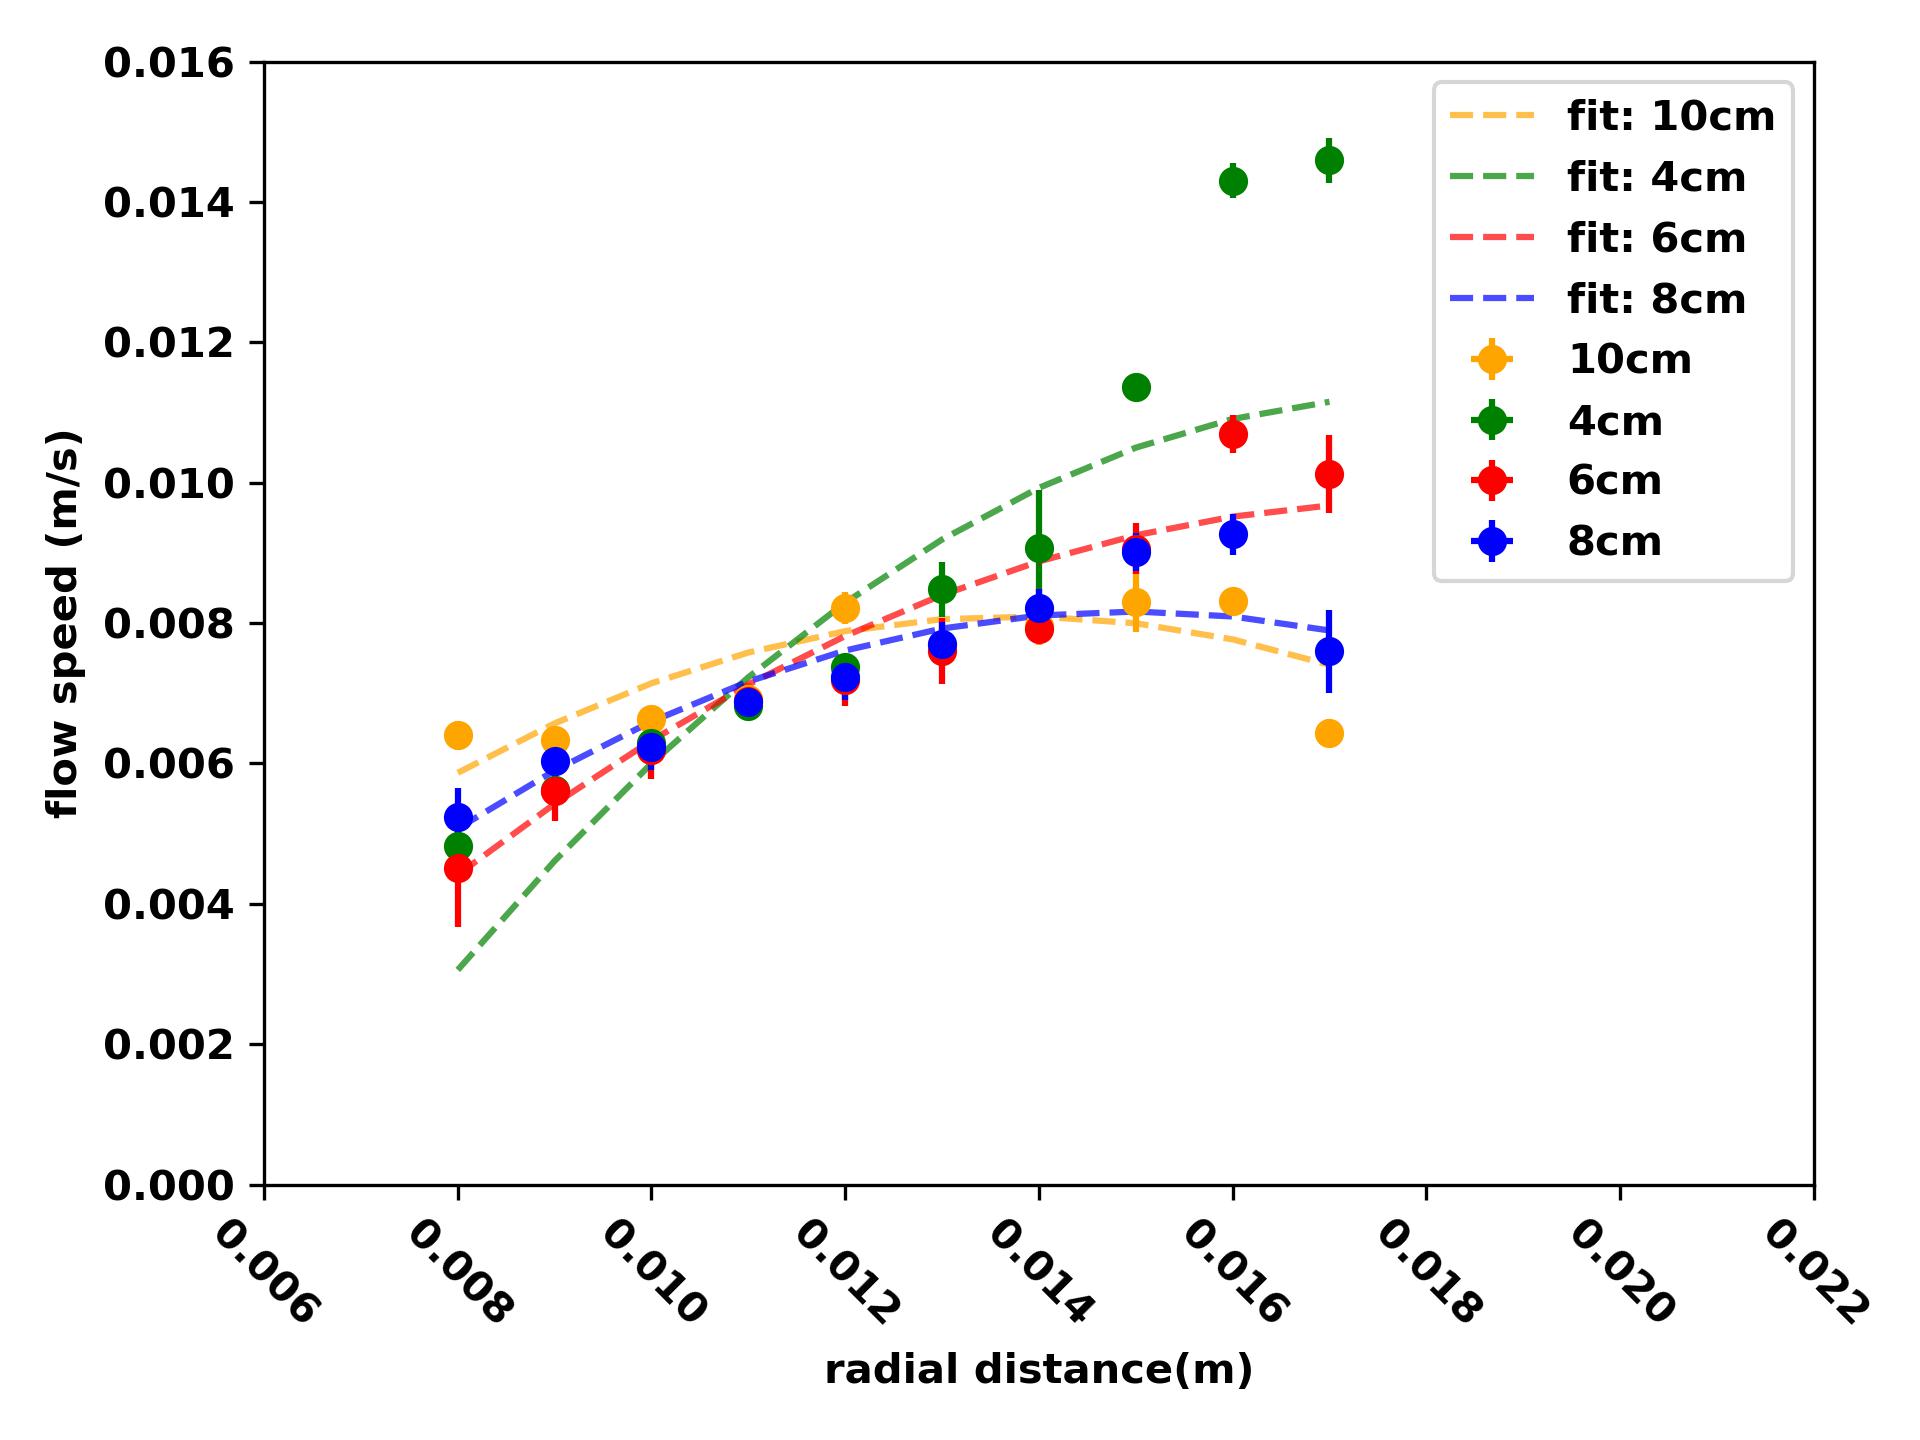 0.016
0.014
0.012
0.010
0.008
0.006
0.004
0.002
0.000
flow speed (m/s)
0.006
0.008
0.010
0.012
0.014
0.016
0.018
0.020
0.022
radial distance(m)
fit: 10cm
fit: 4cm
fit: 6cm
fit: 8cm
10cm
4cm
6cm
8cm